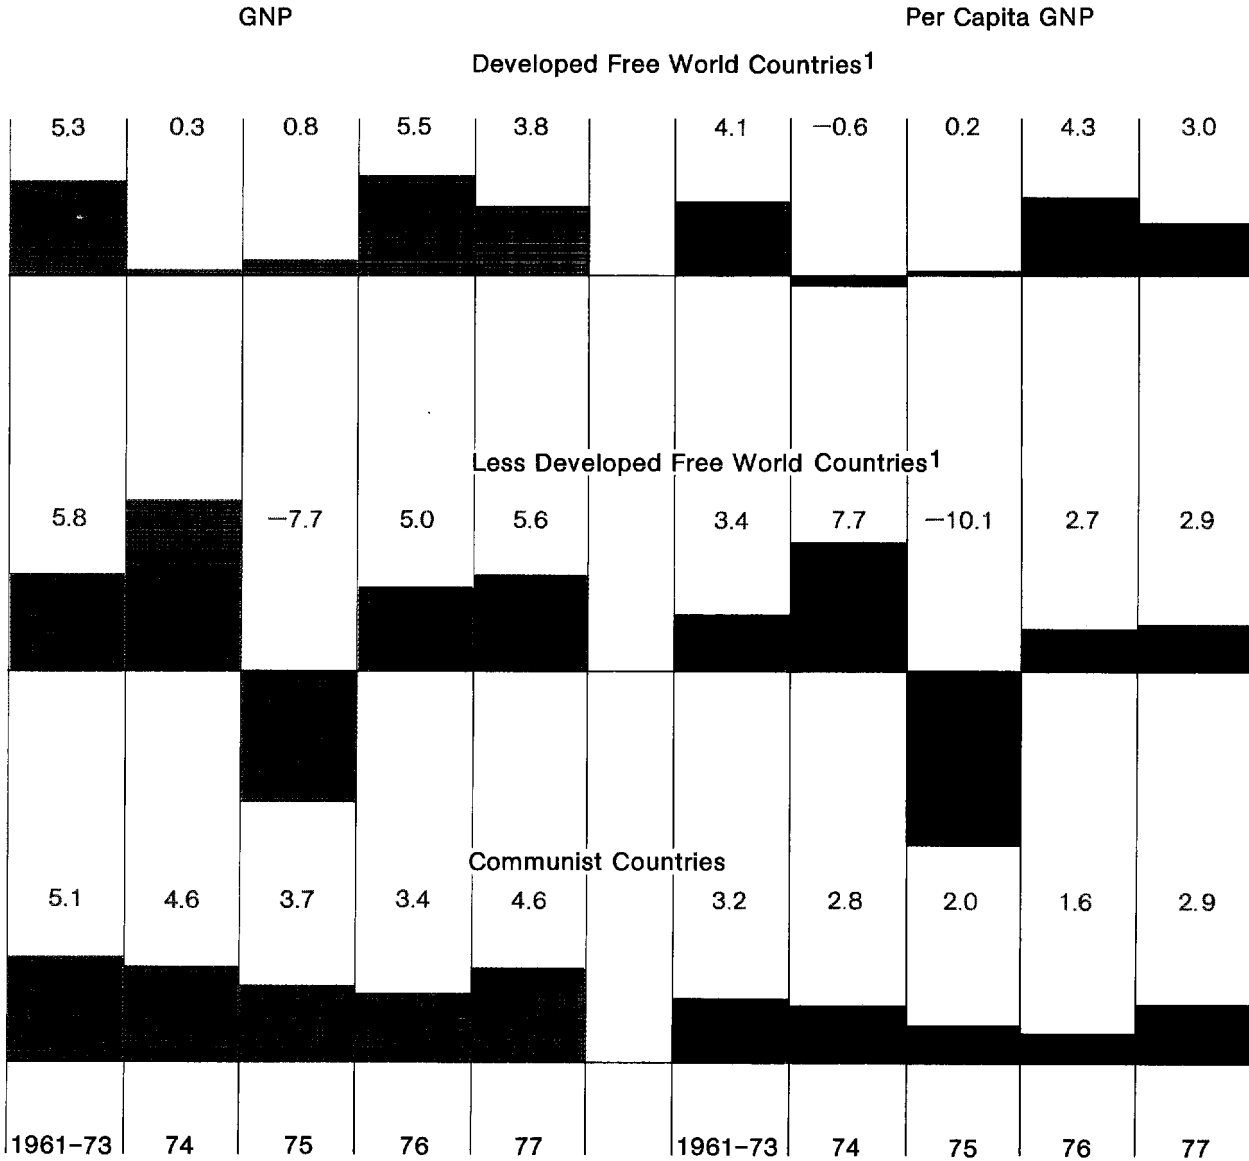 GNP Per Capita GNP
Developed Free World Countries1
5.3 0.3 0.8 5.5 3.8 4.1 —0.6 0.2 4.3 3.0
Less Developed Free World Countries1
5.8 —7.7 5.0 5.6 3.4 7.7 —10.1 2.7 2.9
Communist Countries
5.1 4.6 3.7 3.4 4.6 3.2 2.8 2.0 1.6 2.9
1961–73 74 75 76 77 1961–73 74 75 76 77